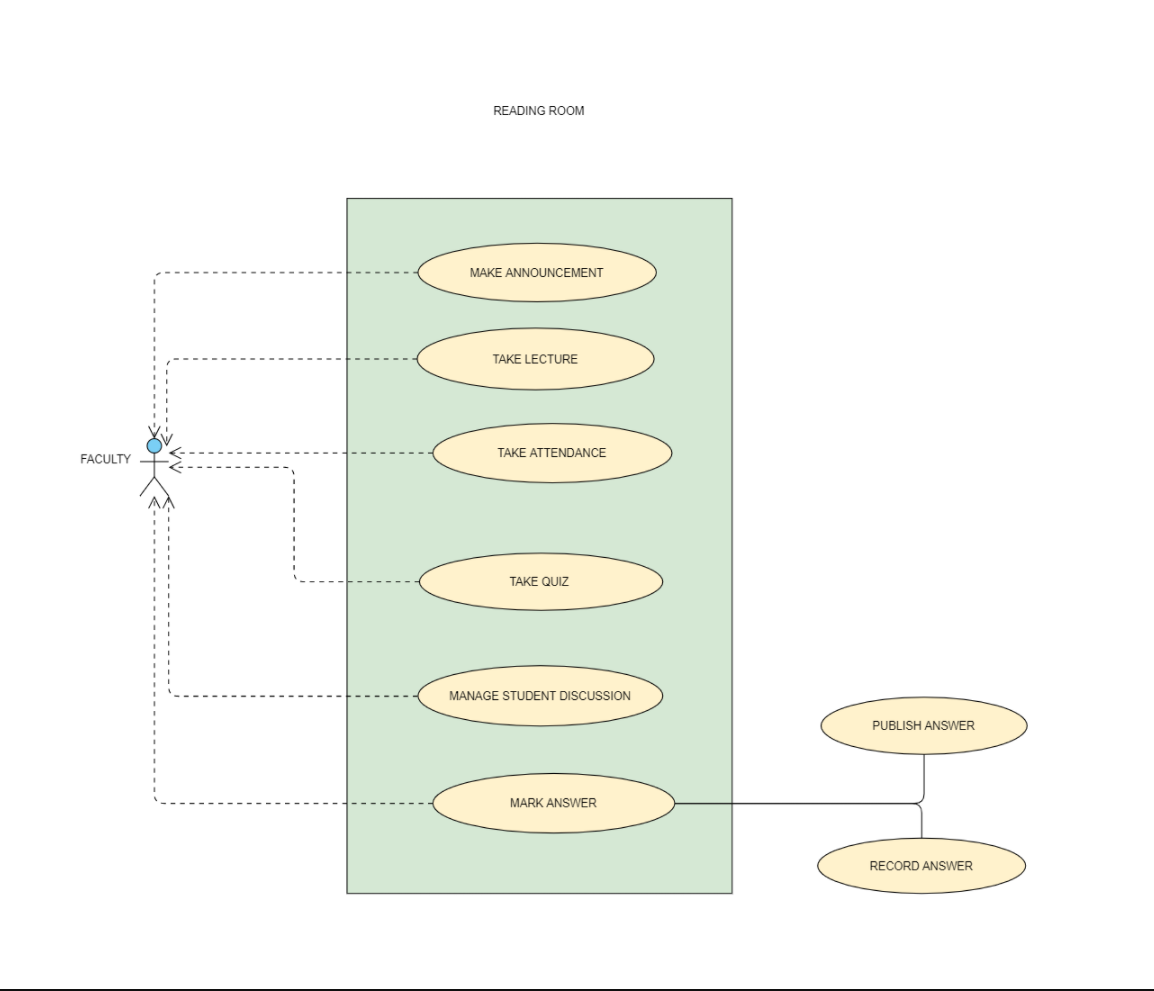 READING ROOM
MAKE ANNOUNCEMENT
TAKE LECTURE
TAKE ATTENDANCE
FACULTY
TAKE QUIZ
MANAGE STUDENT DISCUSSION
PUBLISH ANSWER
MARK ANSWER
RECORD ANSWER